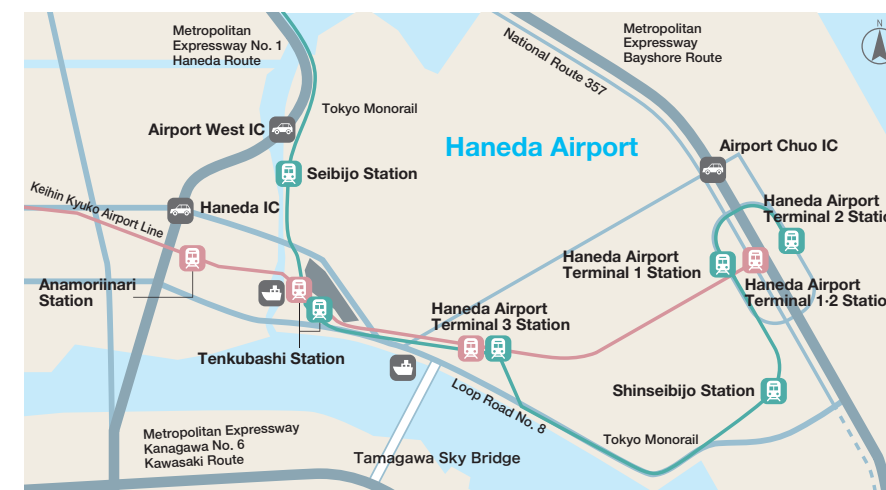 Metropolitan
Expressway No. 1
Haneda Route
Metropolitan
Expressway
Bayshore Route
N
National Route 357
Tokyo Monorail
Airport West IC
Haneda Airport
Airport Chuo IC
Seibijo Station
Keihin Kyuko Airport Line
Haneda IC
Haneda Airport
Terminal 2 Statio
Haneda Airport
Terminal 1 Station
Anamoriinari
Station
Haneda Airport
Terminal 1·2 Statio
Haneda Airport
Terminal 3 Station
Tenkubashi Station
Loop Road No. 8
Shinseibijo Station
Metropolitan Expressway
Kanagawa No. 6
Kawasaki Route
Tokyo Monorail
Tamagawa Sky Bridge